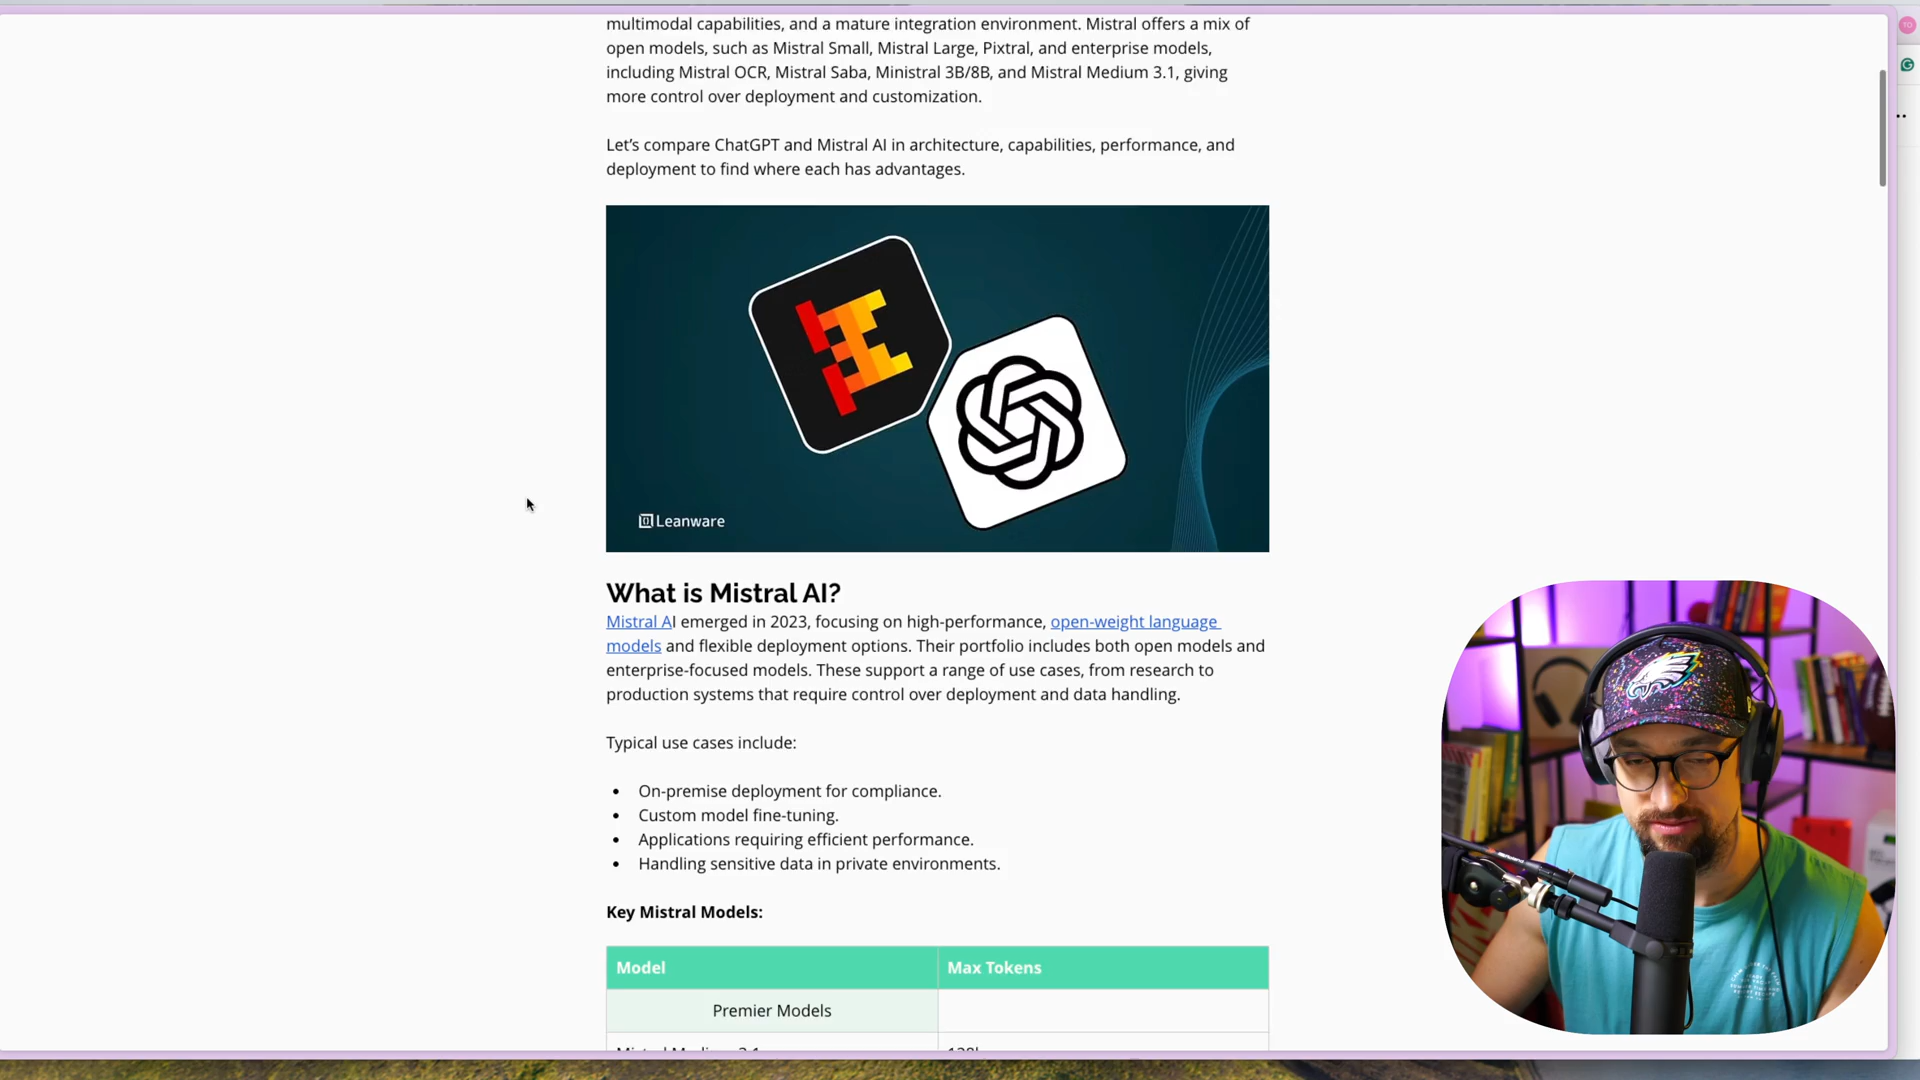 multimodal capabilities, and a mature integration environment. Mistral offers a mix of
open models, such as Mistral Small, Mistral Large, Pixtral, and enterprise models,
including Mistral OCR, Mistral Saba, Ministral 3B/8B, and Mistral Medium 3.1, giving
more control over deployment and customization.
Let’s compare ChatGPT and Mistral AI in architecture, capabilities, performance, and
deployment to find where each has advantages.
Leanware
What is Mistral AI?
Mistral AI emerged in 2023, focusing on high-performance, open-weight language
models and flexible deployment options. Their portfolio includes both open models and
enterprise-focused models. These support a range of use cases, from research to
production systems that require control over deployment and data handling.
Typical use cases include:
• On-premise deployment for compliance.
• Custom model fine-tuning.
• Applications requiring efficient performance.
• Handling sensitive data in private environments.
Key Mistral Models:
Model Max Tokens
Premier Models